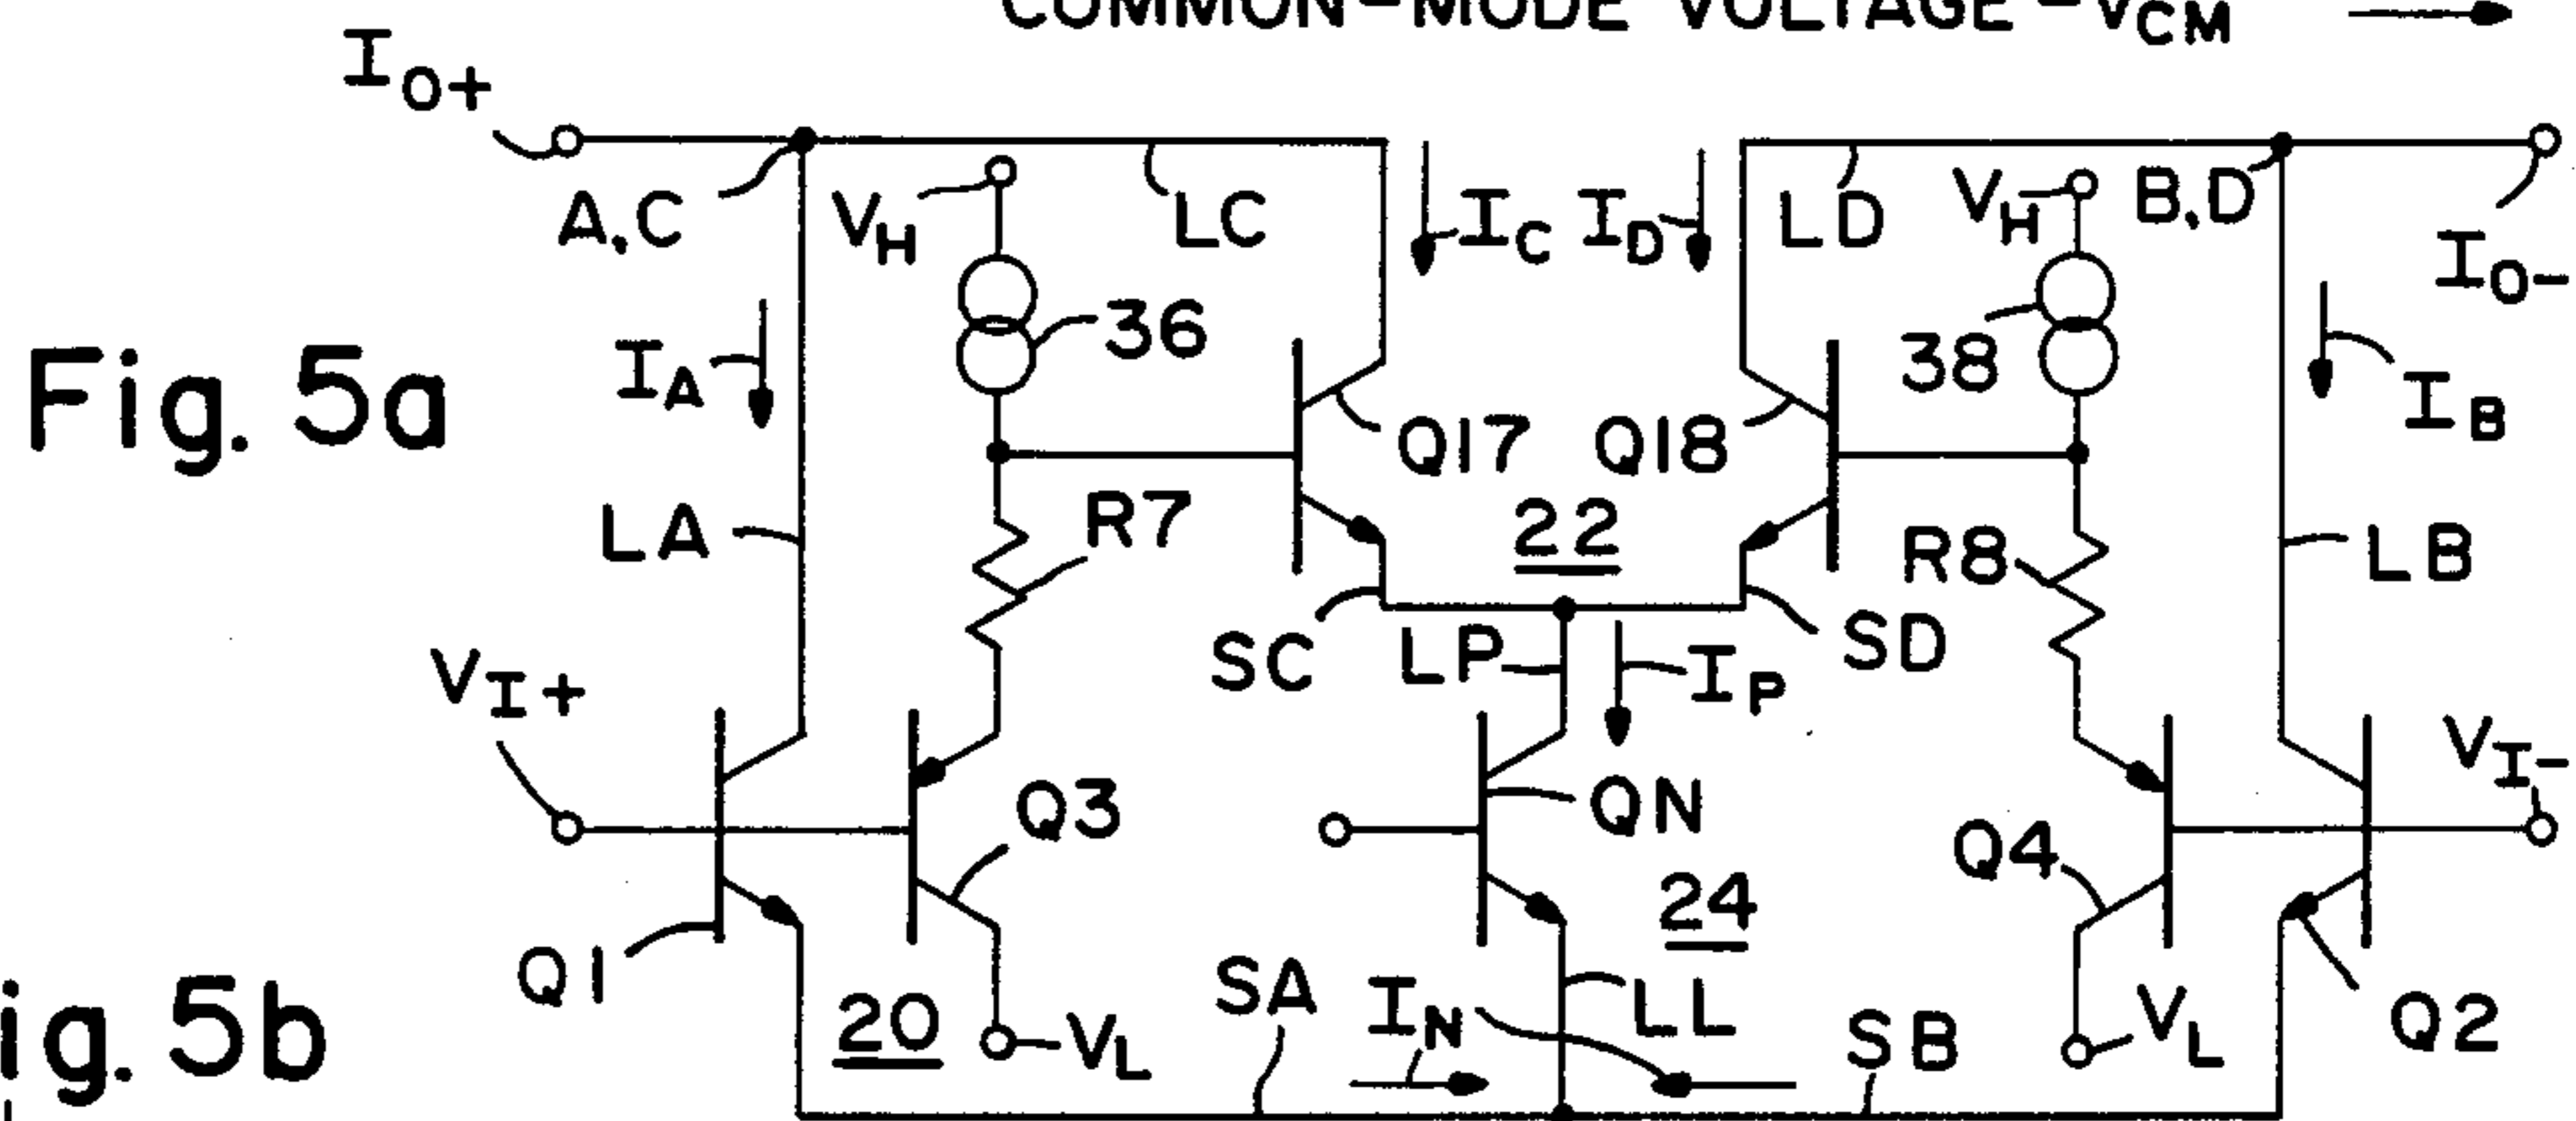 COMMON-MODE VOLTAGE-VCM
IO+
A,C
VH
LC
IC
ID
LD
VH
B,D
IO-
Fig. 5a
IA
36
38
IB
Q17
Q18
LA
R7
22
R8
LB
SC
LP
IP
SD
VI+
VI-
Q3
QN
Q4
24
Q1
20
VL
SA
IN
LL
SB
VL
Q2
ig. 5b